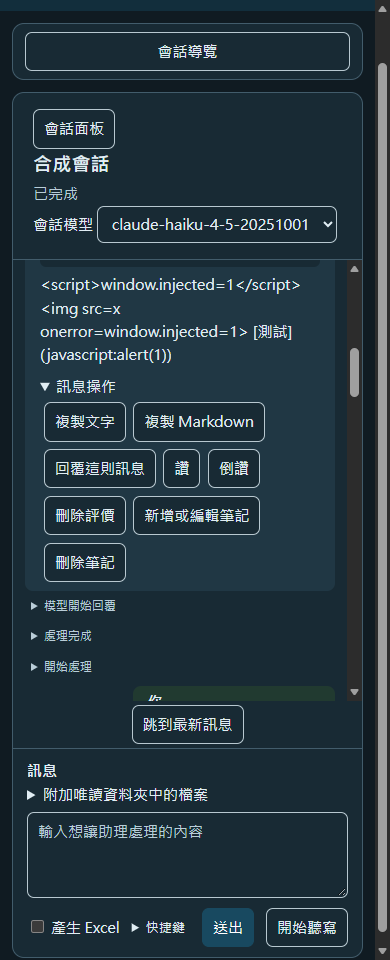 會話導覽
會話面板
合成會話
已完成
會話模型 claude-haiku-4-5-20251001
<script>window.injected=1</script>
<img src=x
onerror=window.injected=1> [測試]
(javascript:alert(1))
▼ 訊息操作
複製文字 複製 Markdown
回覆這則訊息 讚 倒讚
刪除評價 新增或編輯筆記
刪除筆記
▶ 模型開始回覆
▶ 處理完成
▶ 開始處理
跳到最新訊息
訊息
▶ 附加唯讀資料夾中的檔案
輸入想讓助理處理的內容
產生 Excel ▶ 快捷鍵 送出 開始聽寫